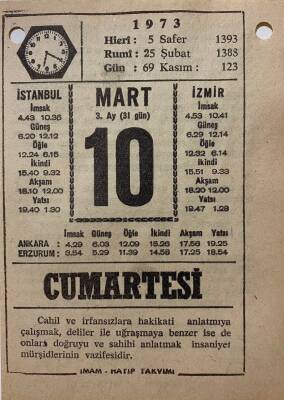 1973
Hicrî : 5 Safer 1393
Rumî : 25 Şubat 1388
Gün : 69 Kasım : 123
İSTANBUL
İmsak
4.43 10.35
Güneş
6.20 12.12
Öğle
12.24 6.15
İkindi
15.40 9.32
Akşam
18.10 12.00
Yatsı
19.40 1.30
MART
3. Ay (31 gün)
10
İZMİR
İmsak
4.53 10.41
Güneş
6.29 12.14
Öğle
12.32 6.14
İkindi
15.51 9.33
Akşam
18.20 12.00
Yatsı
19.47 1.28
İmsak Güneş Öğle İkindi Akşam Yatsı
ANKARA : 4.29 6.03 12.09 15.26 17.56 19.25
ERZURUM : 3.54 5.29 11.39 14.58 17.25 18.54
CUMARTESİ
Cahil ve irfansızlara hakikati anlatmıya
çalışmak, deliler ile uğraşmaya benzer ise de
onlara doğruyu ve sahihi anlatmak insaniyet
mürşidlerinin vazifesidir.
İMAM - HATİP TAKVİMİ